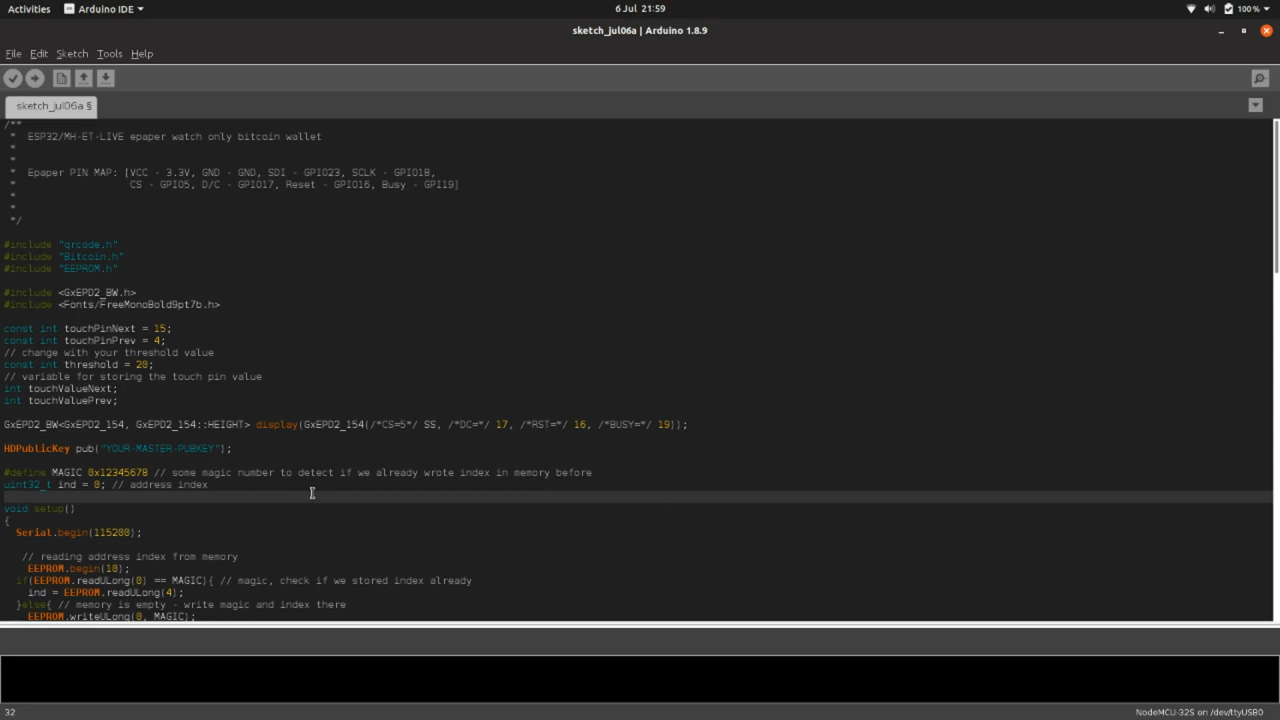 Activities Arduino IDE 6 Jul 21:59 100%
sketch_jul06a | Arduino 1.8.9
File Edit Sketch Tools Help
sketch_jul06a §
/**
* ESP32/MH-ET-LIVE epaper watch only bitcoin wallet
*
*
* Epaper PIN MAP: [VCC - 3.3V, GND - GND, SDI - GPIO23, SCLK - GPIO18,
* CS - GPIO5, D/C - GPIO17, Reset - GPIO16, Busy - GPI19]
*
*
*/
#include "qrcode.h"
#include "Bitcoin.h"
#include "EEPROM.h"
#include <GxEPD2_BW.h>
#include <Fonts/FreeMonoBold9pt7b.h>
const int touchPinNext = 15;
const int touchPinPrev = 4;
// change with your threshold value
const int threshold = 20;
// variable for storing the touch pin value
int touchValueNext;
int touchValuePrev;
GxEPD2_BW<GxEPD2_154, GxEPD2_154::HEIGHT> display(GxEPD2_154(/*CS=5*/ SS, /*DC=*/ 17, /*RST=*/ 16, /*BUSY=*/ 19));
HDPublicKey pub("YOUR-MASTER-PUBKEY");
#define MAGIC 0x12345678 // some magic number to detect if we already wrote index in memory before
uint32_t ind = 0; // address index
void setup()
{
Serial.begin(115200);
// reading address index from memory
EEPROM.begin(10);
if(EEPROM.readULong(0) == MAGIC){ // magic, check if we stored index already
ind = EEPROM.readULong(4);
}else{ // memory is empty - write magic and index there
EEPROM.writeULong(0, MAGIC);
32 NodeMCU-32S on /dev/ttyUSB0